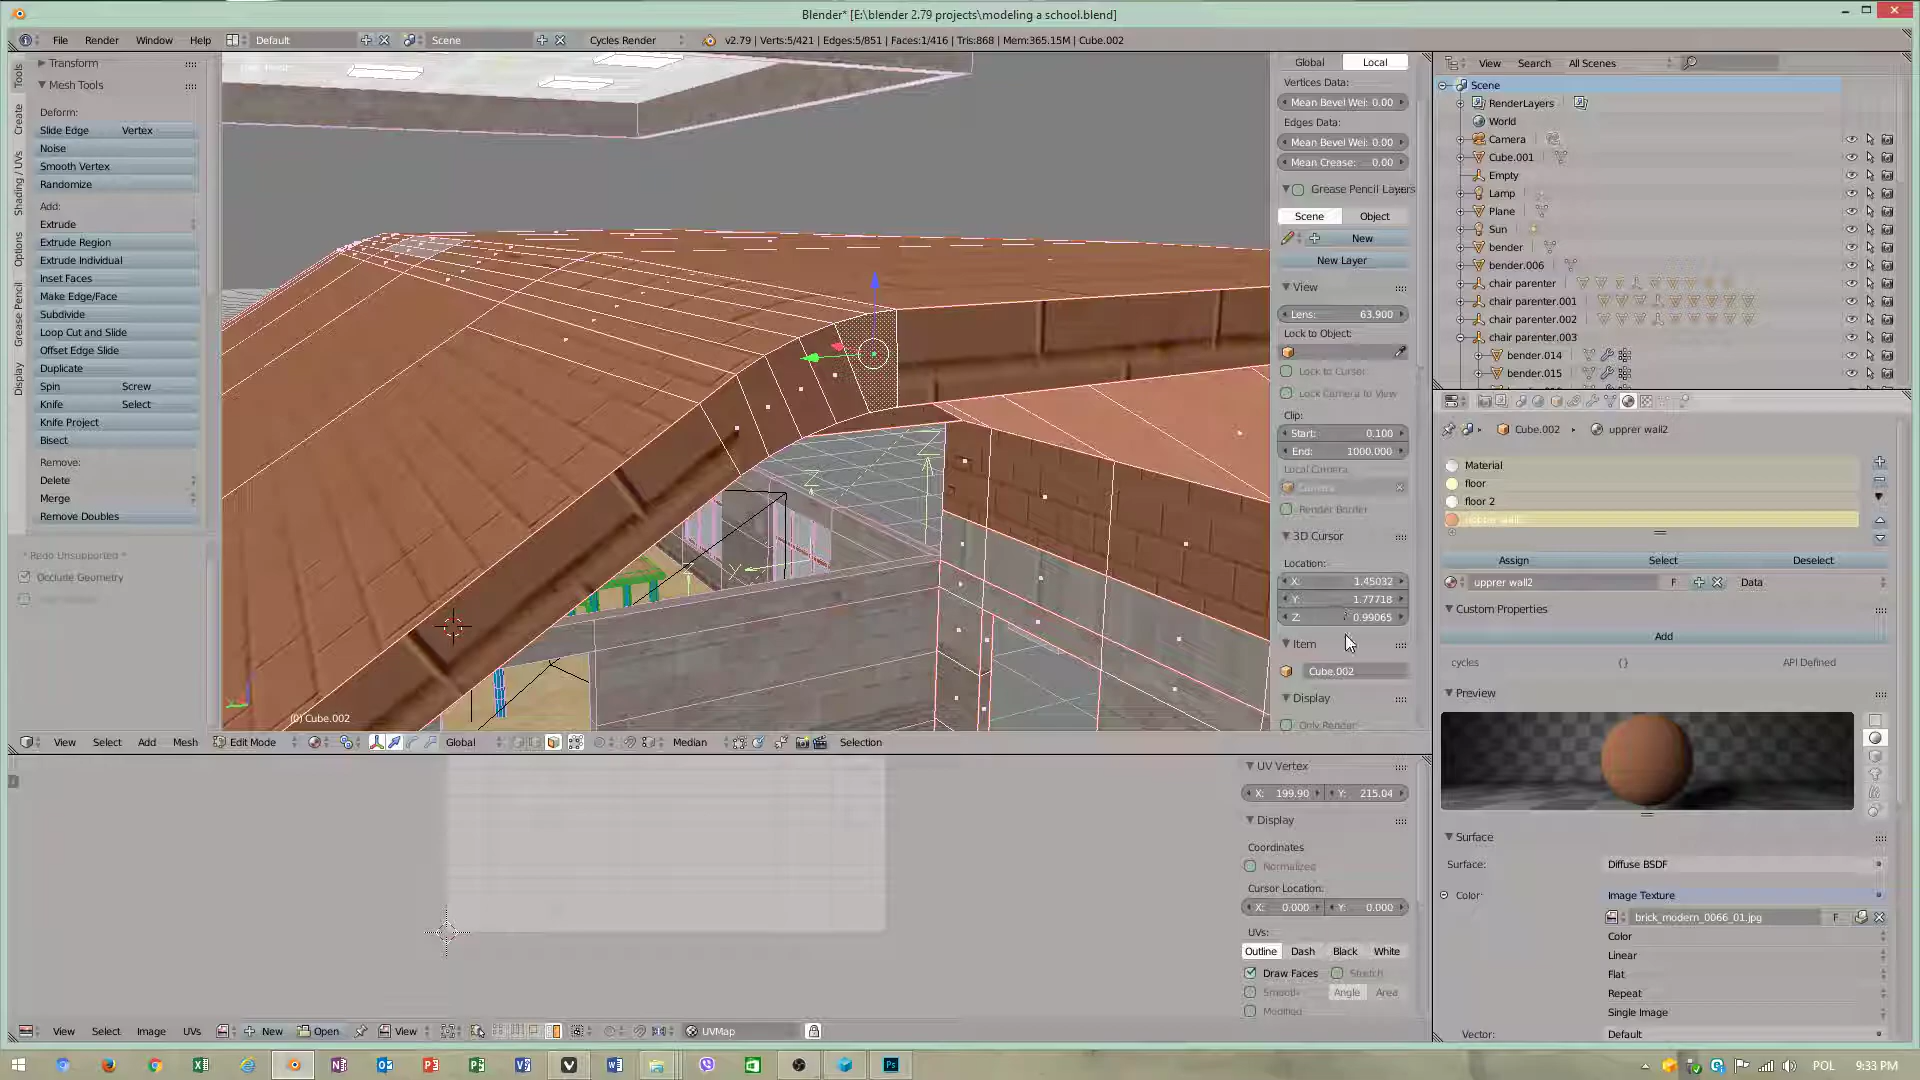 Blender* [E:\blender 2.79 projects\modeling a school.blend]
File Render Window Help Default Scene Cycles Render v2.79 | Verts:5/421 | Edges:5/851 | Faces:1/416 | Tris:868 | Mem:365.15M | Cube.002
Tools
Create
Shading / UVs
Options
Grease Pencil
Display
Transform
Mesh Tools
Deform:
Slide Edge Vertex
Noise
Smooth Vertex
Randomize
Add:
Extrude
Extrude Region
Extrude Individual
Inset Faces
Make Edge/Face
Subdivide
Loop Cut and Slide
Offset Edge Slide
Duplicate
Spin Screw
Knife Select
Knife Project
Bisect
Remove:
Delete
Merge
Remove Doubles
* Redo Unsupported *
Occlude Geometry
(0) Cube.002
Global Local
Vertices Data:
Mean Bevel Wei: 0.00
Edges Data:
Mean Bevel Wei: 0.00
Mean Crease: 0.00
Grease Pencil Layers
Scene Object
New
New Layer
View
Lens: 63.900
Lock to Object:
Lock to Cursor
Lock Camera to View
Clip:
Start: 0.100
End: 1000.000
Local Camera:
Camera
Render Border
3D Cursor
Location:
X: 1.45032
Y: 1.77718
Z: 0.99065
Item
Cube.002
Display
Only Render
View Select Add Mesh Edit Mode Global Median Selection
View Search All Scenes
Scene
RenderLayers
World
Camera
Cube.001
Empty
Lamp
Plane
Sun
bender
bender.006
chair parenter
chair parenter.001
chair parenter.002
chair parenter.003
bender.014
bender.015
Cube.002 upprer wall2
Material
floor
floor 2
upprer wall2
Assign Select Deselect
upprer wall2 F Data
Custom Properties
Add
cycles {} API Defined
Preview
Surface
Surface: Diffuse BSDF
Color: Image Texture
brick_modern_0066_01.jpg F
Color
Linear
Flat
Repeat
Single Image
Vector: Default
UV Vertex
X: 199.90 Y: 215.04
Display
Coordinates
Normalized
Cursor Location:
X: 0.000 Y: 0.000
UVs:
Outline Dash Black White
Draw Faces Stretch
Smooth Angle Area
Modified
View Select Image UVs New Open View UVMap
POL 9:33 PM